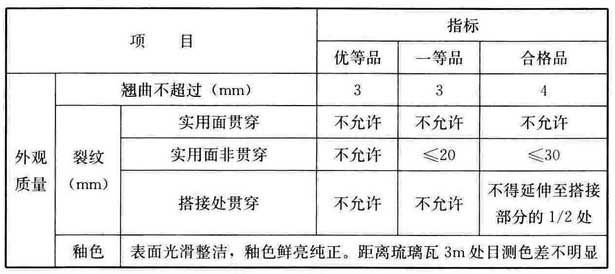 项 目 指标
优等品 一等品 合格品
翘曲不超过（mm） 3 3 4
外观质量 裂纹（mm） 实用面贯穿 不允许 不允许 不允许
实用面非贯穿 不允许 ≤20 ≤30
搭接处贯穿 不允许 不允许 不得延伸至搭接部分的 1/2 处
釉色 表面光滑整洁，釉色鲜亮纯正。距离琉璃瓦 3m 处目测色差不明显